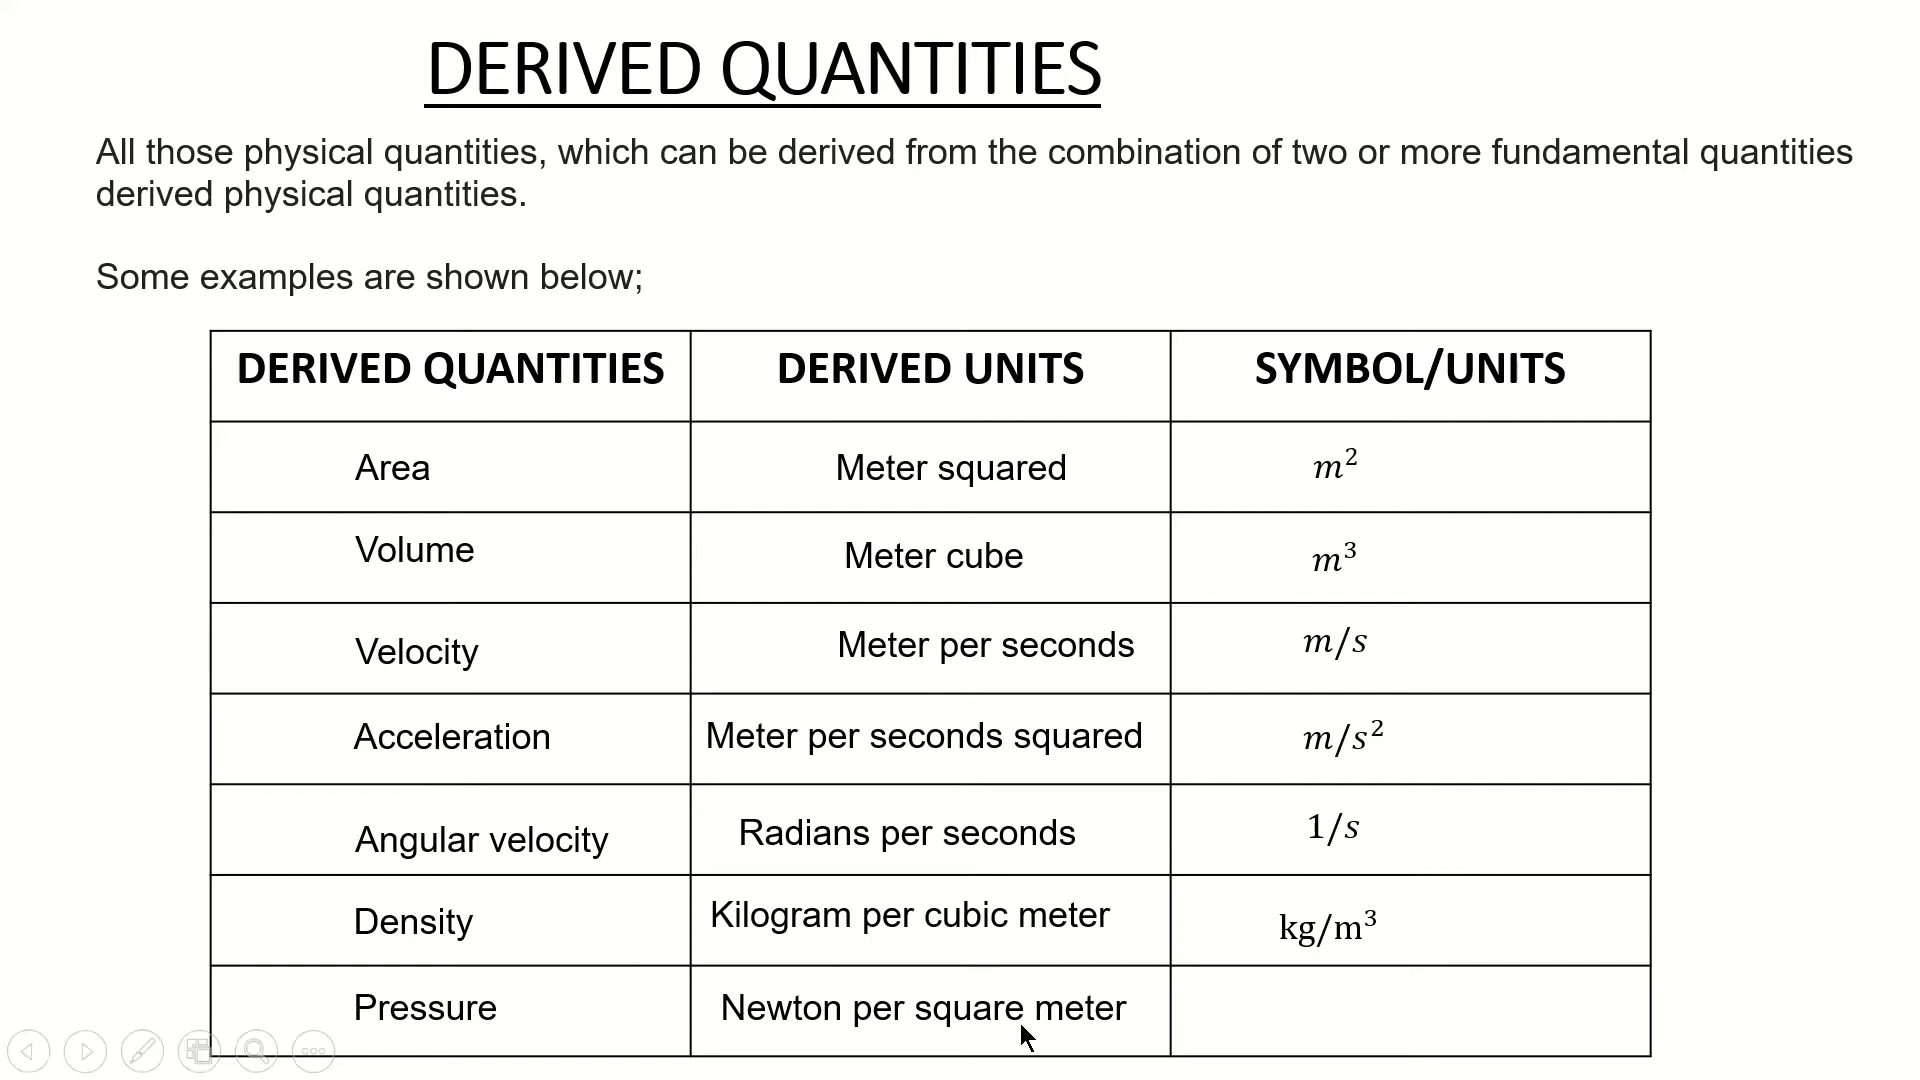 DERIVED QUANTITIES
All those physical quantities, which can be derived from the combination of two or more fundamental quantities
derived physical quantities.
Some examples are shown below;
DERIVED QUANTITIES DERIVED UNITS SYMBOL/UNITS
Area Meter squared m²
Volume Meter cube m³
Velocity Meter per seconds m/s
Acceleration Meter per seconds squared m/s²
Angular velocity Radians per seconds 1/s
Density Kilogram per cubic meter kg/m³
Pressure Newton per square meter